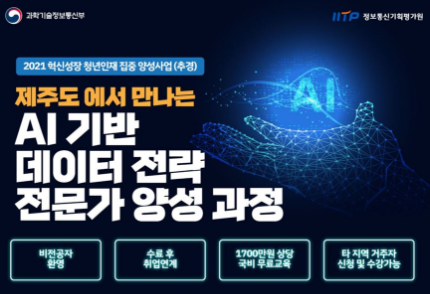 과학기술정보통신부
IITP 정보통신기획평가원
2021 혁신성장 청년인재 집중 양성사업 (추경)
제주도에서 만나는
AI
AI 기반
데이터 전략
전문가 양성 과정
비전공자
환영
수료 후
취업연계
1700만원 상당
국비 무료교육
타 지역 거주자
신청 및 수강가능